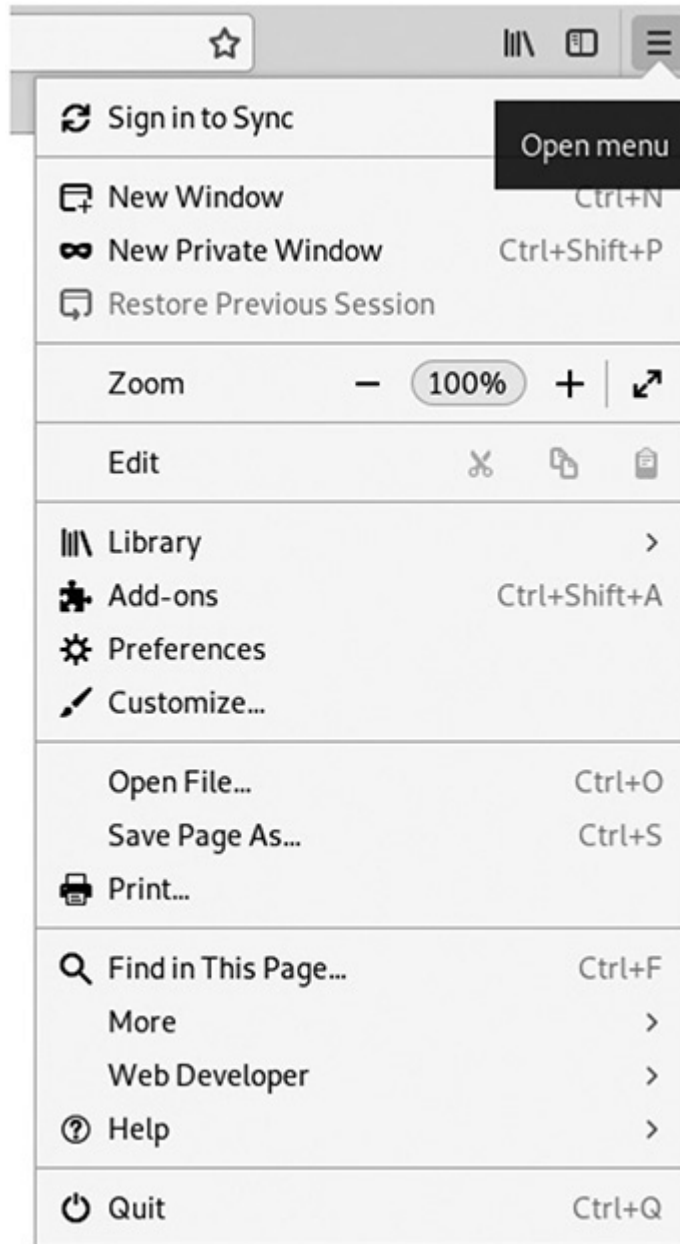 Sign in to Sync
Open menu
New Window Ctrl+N
New Private Window Ctrl+Shift+P
Restore Previous Session
Zoom − 100% +
Edit
Library >
Add-ons Ctrl+Shift+A
Preferences
Customize...
Open File... Ctrl+O
Save Page As... Ctrl+S
Print...
Find in This Page... Ctrl+F
More >
Web Developer >
Help >
Quit Ctrl+Q